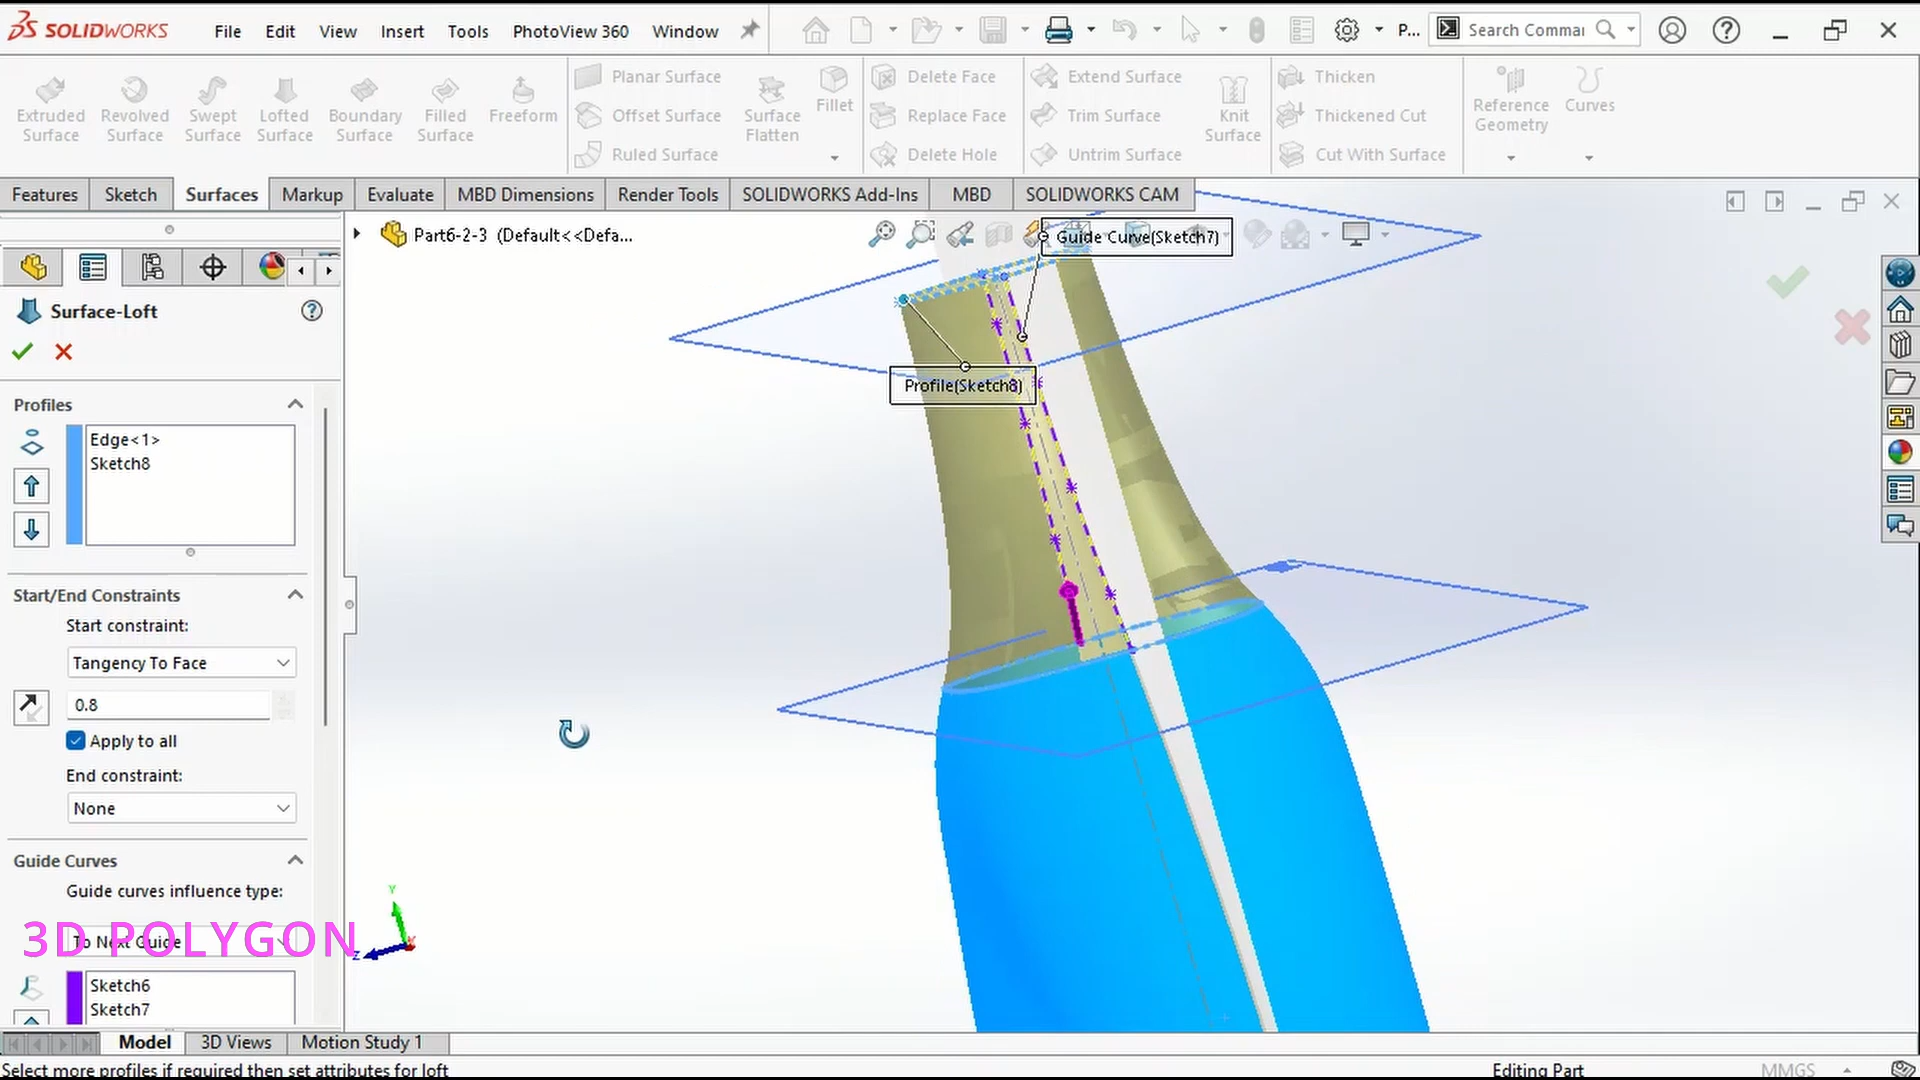 SOLIDWORKS File Edit View Insert Tools PhotoView 360 Window P... Search Commar
Extruded Surface
Revolved Surface
Swept Surface
Lofted Surface
Boundary Surface
Filled Surface
Freeform
Planar Surface
Offset Surface
Ruled Surface
Surface Flatten
Fillet
Delete Face
Replace Face
Delete Hole
Extend Surface
Trim Surface
Untrim Surface
Knit Surface
Thicken
Thickened Cut
Cut With Surface
Reference Geometry
Curves
Features Sketch Surfaces Markup Evaluate MBD Dimensions Render Tools SOLIDWORKS Add-Ins MBD SOLIDWORKS CAM
Part6-2-3 (Default<<Defa...
Guide Curve(Sketch7)
Profile(Sketch8)
Surface-Loft
Profiles
Edge<1>
Sketch8
Start/End Constraints
Start constraint:
Tangency To Face
0.8
Apply to all
End constraint:
None
Guide Curves
Guide curves influence type:
To Next Guide
3D POLYGON
Sketch6
Sketch7
Y
X
Z
Model 3D Views Motion Study 1
Select more profiles if required then set attributes for loft
Editing Part MMGS